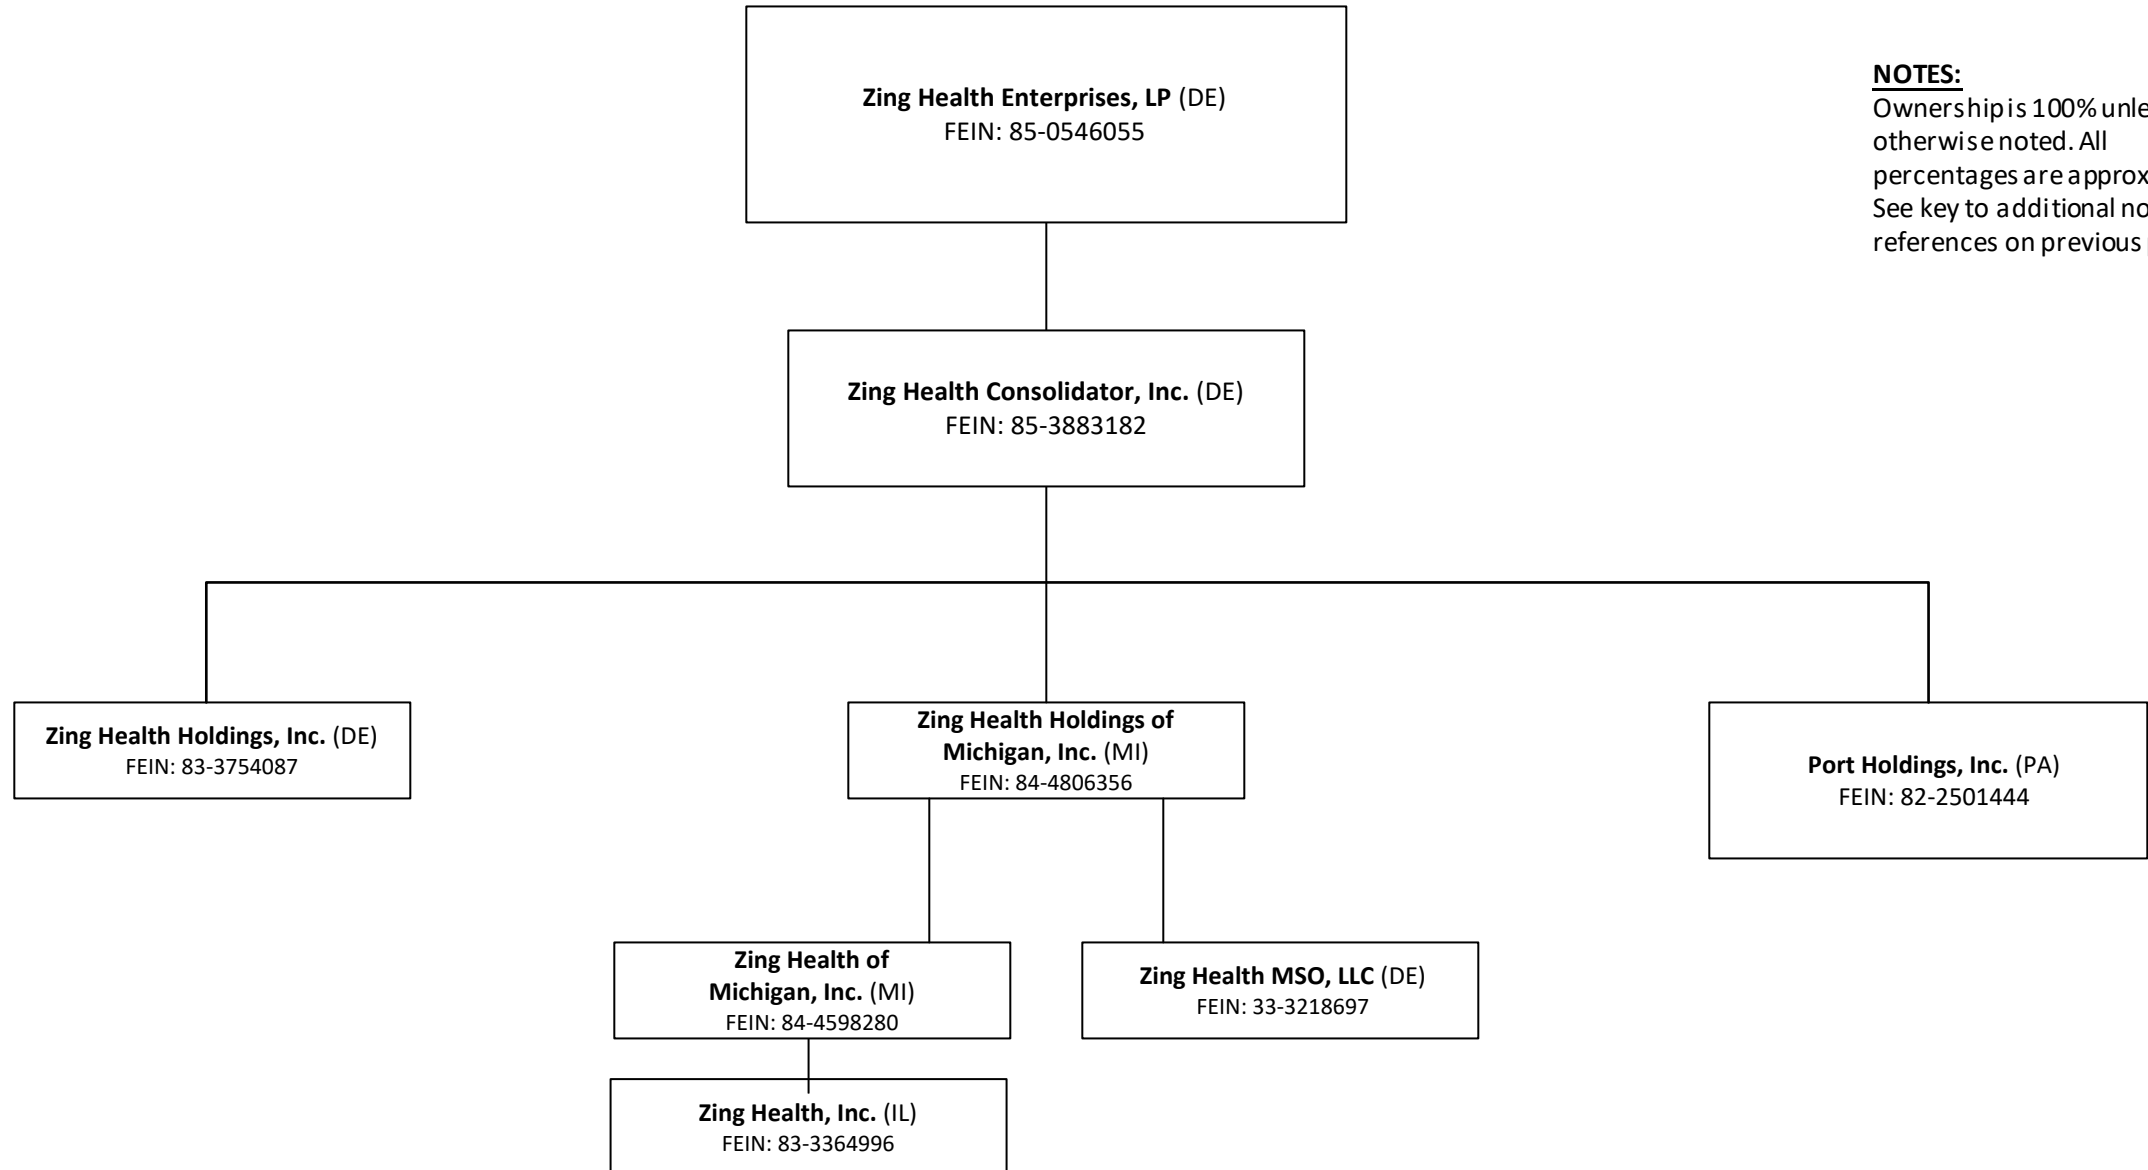 Zing Health Enterprises, LP (DE)
FEIN: 85-0546055
NOTES:
Ownership is 100% unle
otherwise noted. All
percentages are approx
See key to additional no
references on previous
Zing Health Consolidator, Inc. (DE)
FEIN: 85-3883182
Zing Health Holdings, Inc. (DE)
FEIN: 83-3754087
Zing Health Holdings of
Michigan, Inc. (MI)
FEIN: 84-4806356
Port Holdings, Inc. (PA)
FEIN: 82-2501444
Zing Health of
Michigan, Inc. (MI)
FEIN: 84-4598280
Zing Health MSO, LLC (DE)
FEIN: 33-3218697
Zing Health, Inc. (IL)
FEIN: 83-3364996